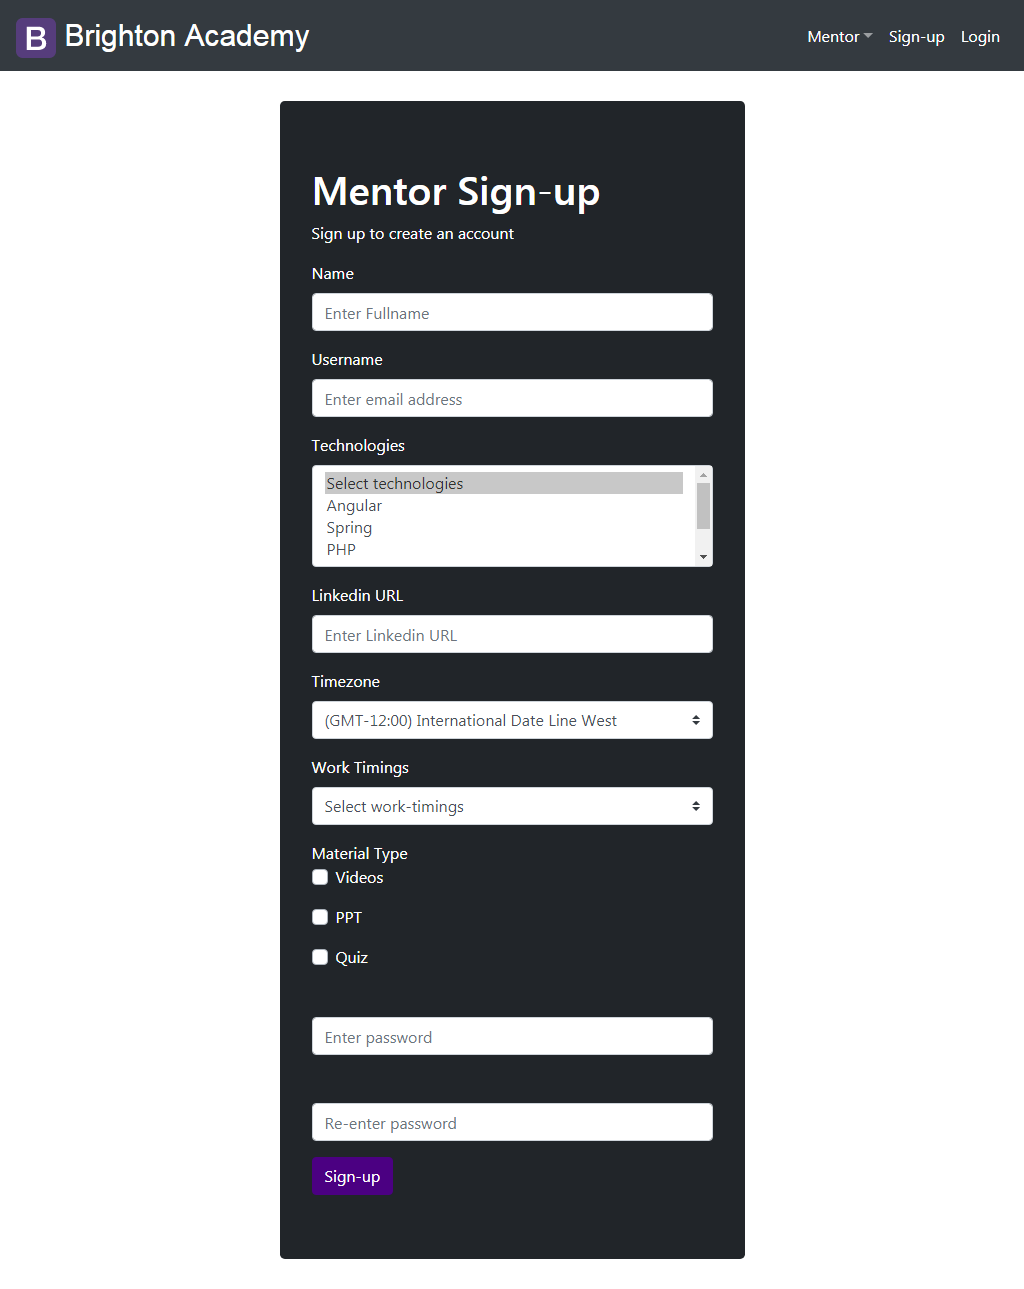 B Brighton Academy
Mentor Sign-up Login
Mentor Sign-up
Sign up to create an account
Name
Enter Fullname
Username
Enter email address
Technologies
Select technologies
Angular
Spring
PHP
Linkedin URL
Enter Linkedin URL
Timezone
(GMT-12:00) International Date Line West
Work Timings
Select work-timings
Material Type
Videos
PPT
Quiz
Enter password
Re-enter password
Sign-up